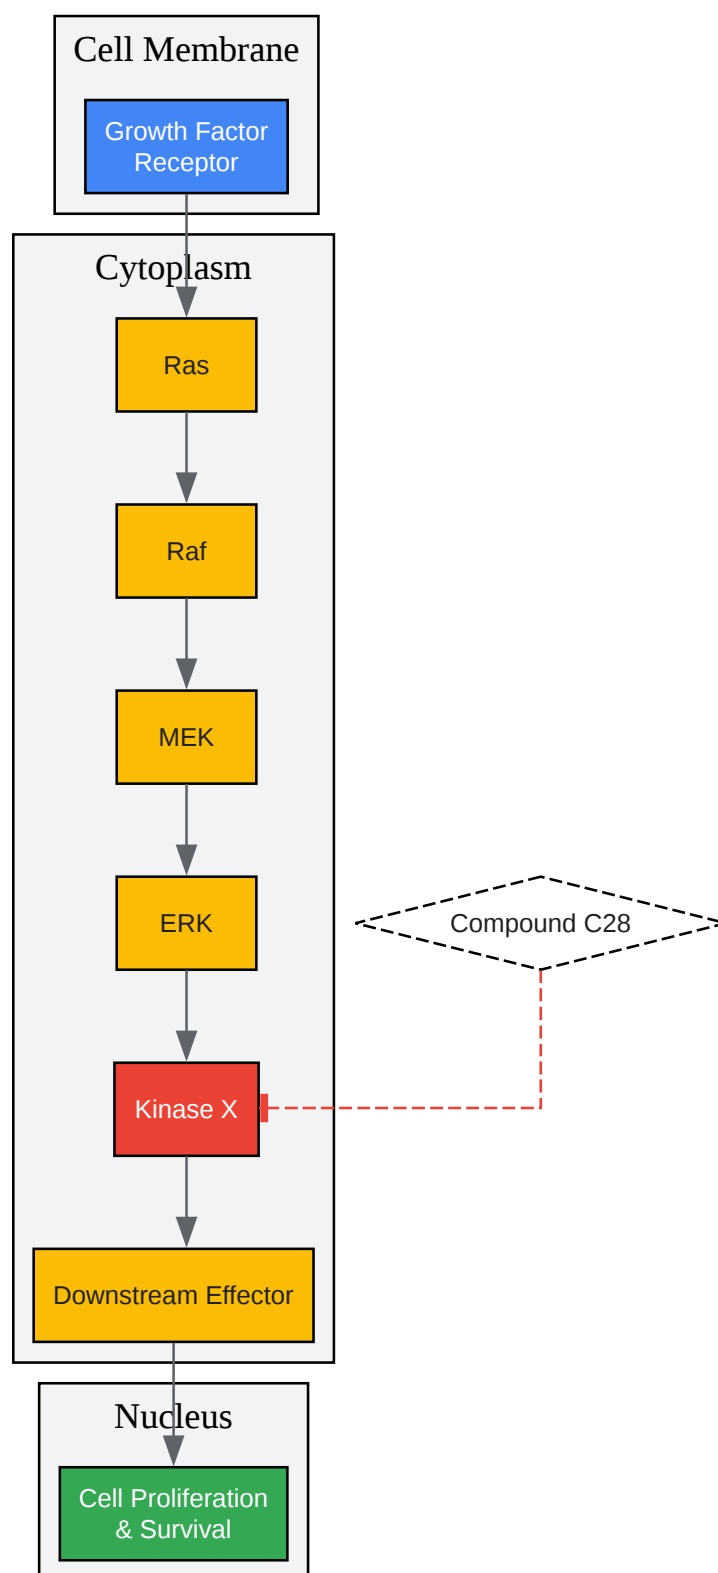 Cell Membrane
Growth Factor
Receptor
Cytoplasm
Ras
Raf
MEK
ERK
Compound C28
Kinase X
Downstream Effector
Nucleus
Cell Proliferation
& Survival